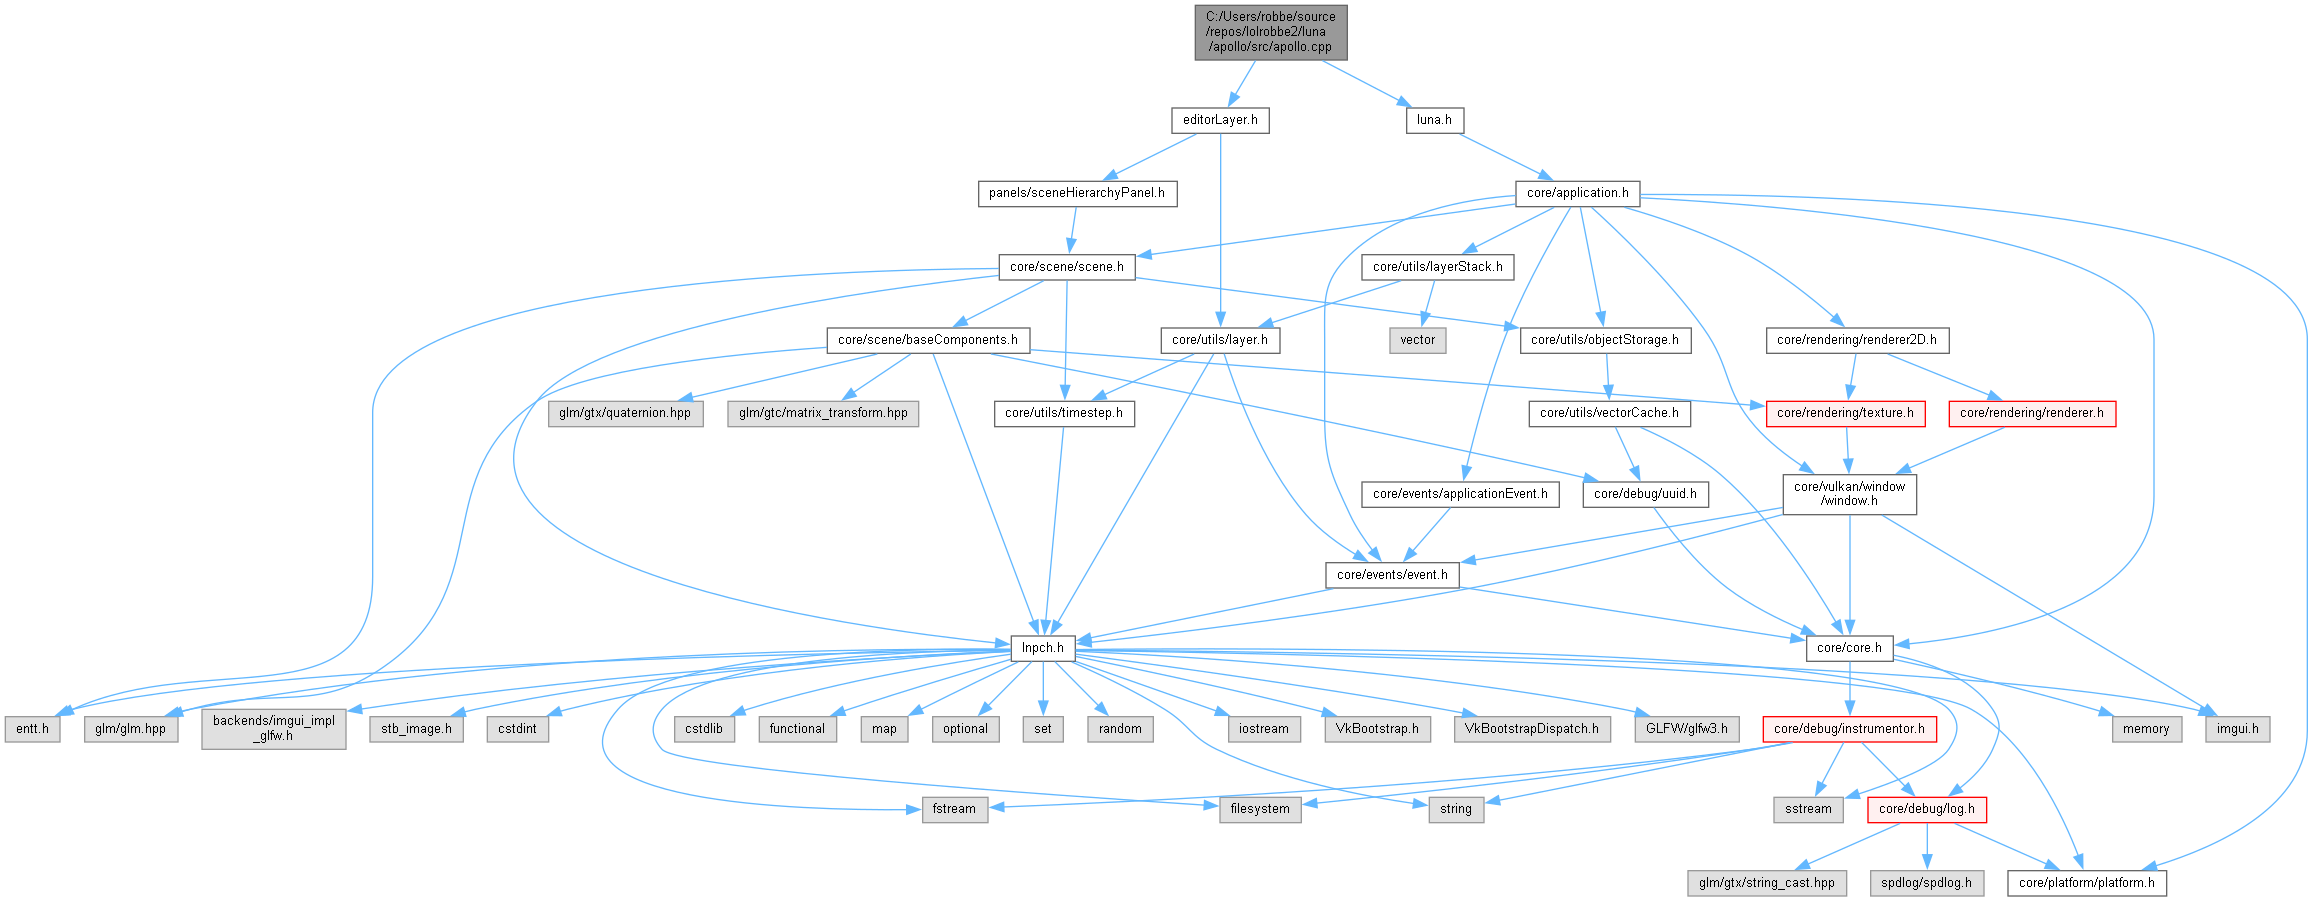 C:/Users/robbe/source
/repos/lolrobbe2/luna
/apollo/src/apollo.cpp
editorLayer.h
luna.h
panels/sceneHierarchyPanel.h
core/application.h
core/scene/scene.h
core/utils/layerStack.h
core/scene/baseComponents.h
core/utils/layer.h
vector
core/utils/objectStorage.h
core/rendering/renderer2D.h
glm/gtx/quaternion.hpp
glm/gtc/matrix_transform.hpp
core/utils/timestep.h
core/utils/vectorCache.h
core/rendering/texture.h
core/rendering/renderer.h
core/events/applicationEvent.h
core/debug/uuid.h
core/vulkan/window
/window.h
core/events/event.h
lnpch.h
core/core.h
entt.h
glm/glm.hpp
backends/imgui_impl
_glfw.h
stb_image.h
cstdint
cstdlib
functional
map
optional
set
random
iostream
VkBootstrap.h
VkBootstrapDispatch.h
GLFW/glfw3.h
core/debug/instrumentor.h
memory
imgui.h
fstream
filesystem
string
sstream
core/debug/log.h
glm/gtx/string_cast.hpp
spdlog/spdlog.h
core/platform/platform.h